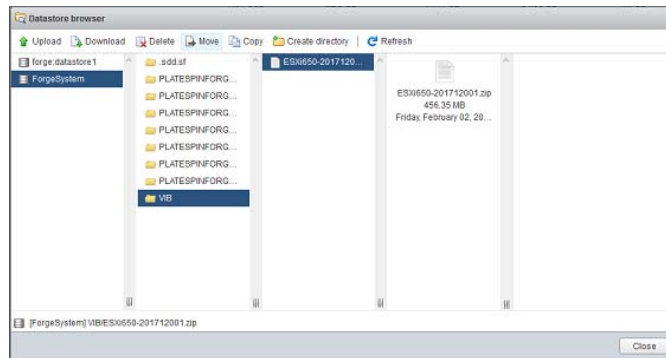 Datastore browser
Upload Download Delete Move Copy Create directory Refresh
forge:datastore1
ForgeSystem
.sdd.sf
PLATESPINFORG...
PLATESPINFORG...
PLATESPINFORG...
PLATESPINFORG...
PLATESPINFORG...
PLATESPINFORG...
PLATESPINFORG...
VIB
ESXi650-2017120...
ESXi650-201712001.zip
456.35 MB
Friday, February 02, 20...
[ForgeSystem] VIB/ESXi650-201712001.zip
Close